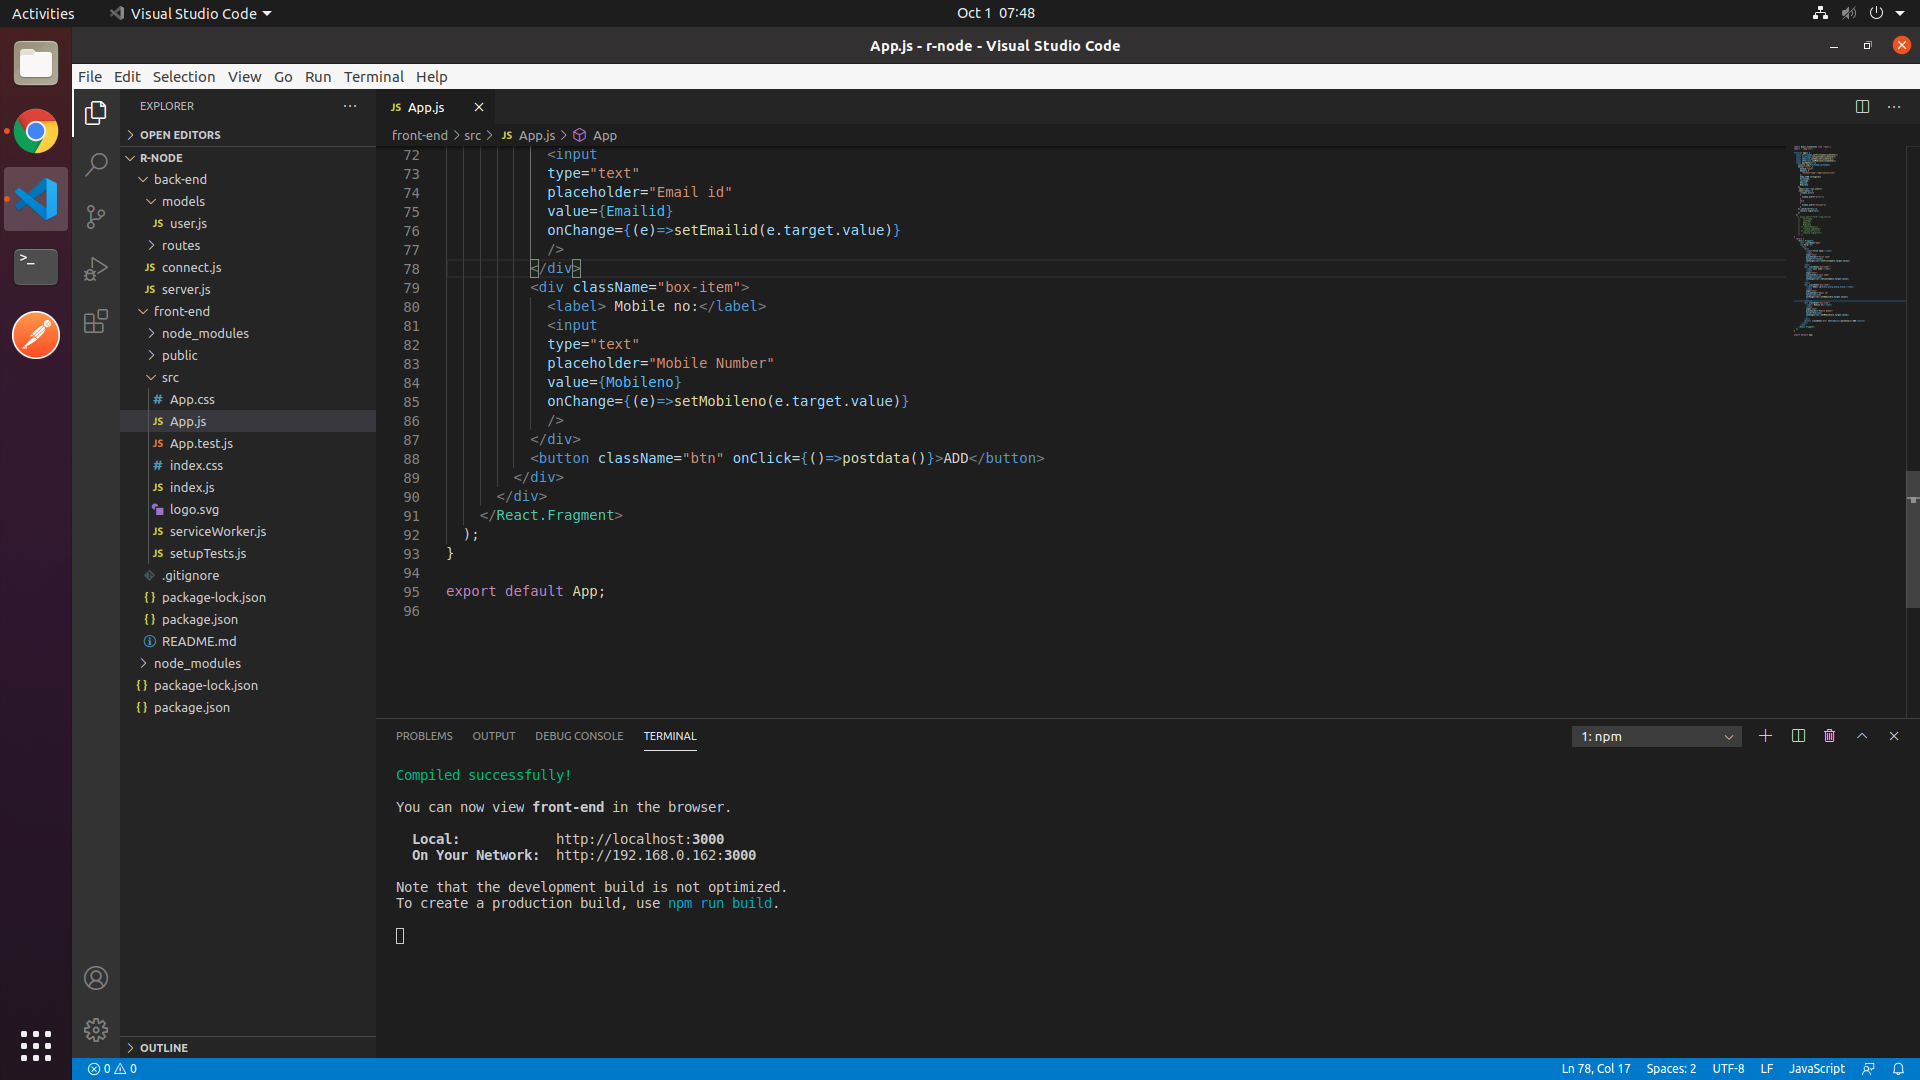 Activities
Visual Studio Code
Oct 1 07:48
App.js - r-node - Visual Studio Code
File Edit Selection View Go Run Terminal Help
EXPLORER
OPEN EDITORS
R-NODE
back-end
models
JS user.js
routes
JS connect.js
JS server.js
front-end
node_modules
public
src
# App.css
JS App.js
JS App.test.js
# index.css
JS index.js
logo.svg
JS serviceWorker.js
JS setupTests.js
.gitignore
{} package-lock.json
{} package.json
README.md
node_modules
{} package-lock.json
{} package.json
OUTLINE
JS App.js
front-end > src > JS App.js > App
72 <input
73 type="text"
74 placeholder="Email id"
75 value={Emailid}
76 onChange={(e)=>setEmailid(e.target.value)}
77 />
78 </div>
79 <div className="box-item">
80 <label> Mobile no:</label>
81 <input
82 type="text"
83 placeholder="Mobile Number"
84 value={Mobileno}
85 onChange={(e)=>setMobileno(e.target.value)}
86 />
87 </div>
88 <button className="btn" onClick={()=>postdata()}>ADD</button>
89 </div>
90 </div>
91 </React.Fragment>
92 );
93 }
94
95 export default App;
96
PROBLEMS OUTPUT DEBUG CONSOLE TERMINAL
1: npm
Compiled successfully!
You can now view front-end in the browser.
Local: http://localhost:3000
On Your Network: http://192.168.0.162:3000
Note that the development build is not optimized.
To create a production build, use npm run build.
0 0
Ln 78, Col 17 Spaces: 2 UTF-8 LF JavaScript